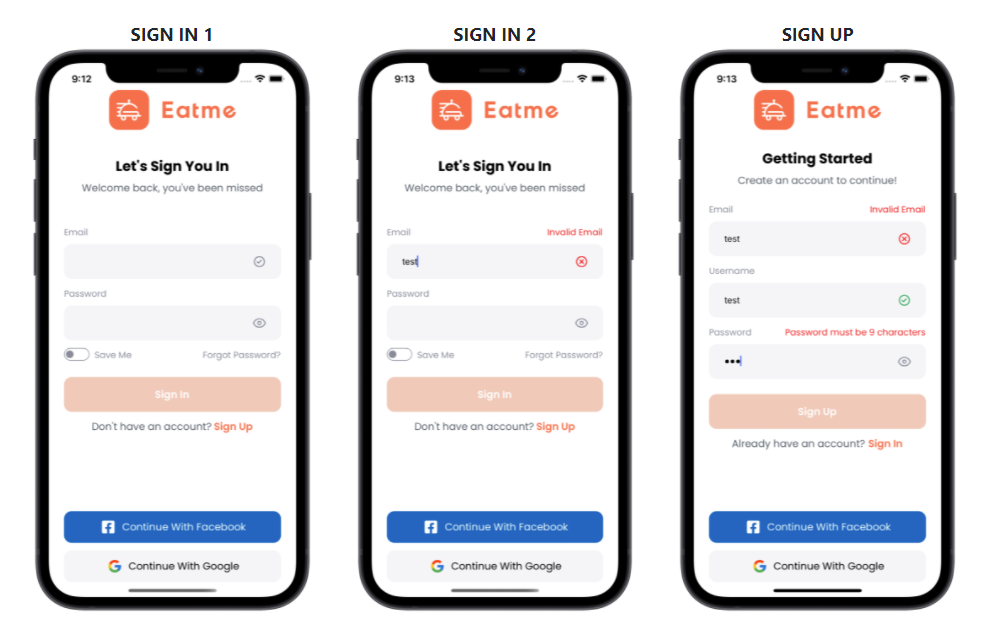 SIGN IN 1
9:12
Eatme
Let's Sign You In
Welcome back, you've been missed
Email
Password
Save Me Forgot Password?
Sign In
Don't have an account? Sign Up
Continue With Facebook
Continue With Google
SIGN IN 2
9:13
Eatme
Let's Sign You In
Welcome back, you've been missed
Email Invalid Email
test
Password
Save Me Forgot Password?
Sign In
Don't have an account? Sign Up
Continue With Facebook
Continue With Google
SIGN UP
9:13
Eatme
Getting Started
Create an account to continue!
Email Invalid Email
test
Username
test
Password Password must be 9 characters
•••
Sign Up
Already have an account? Sign In
Continue With Facebook
Continue With Google